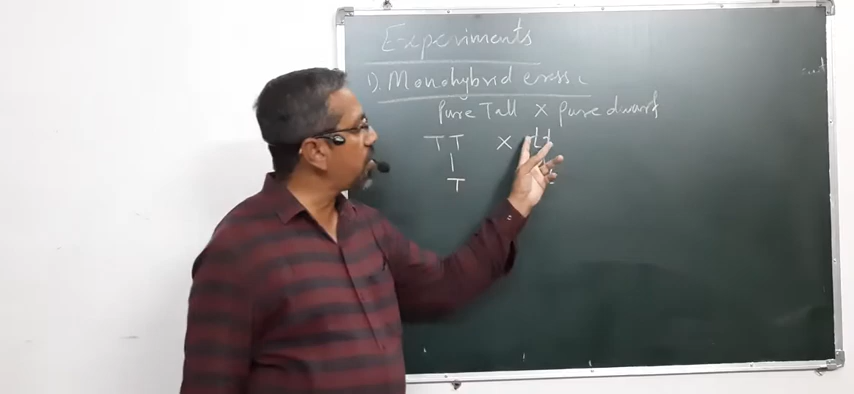 Experiments
1). Monohybrid cross
Pure Tall X Pure dwarf
TT X tt
T